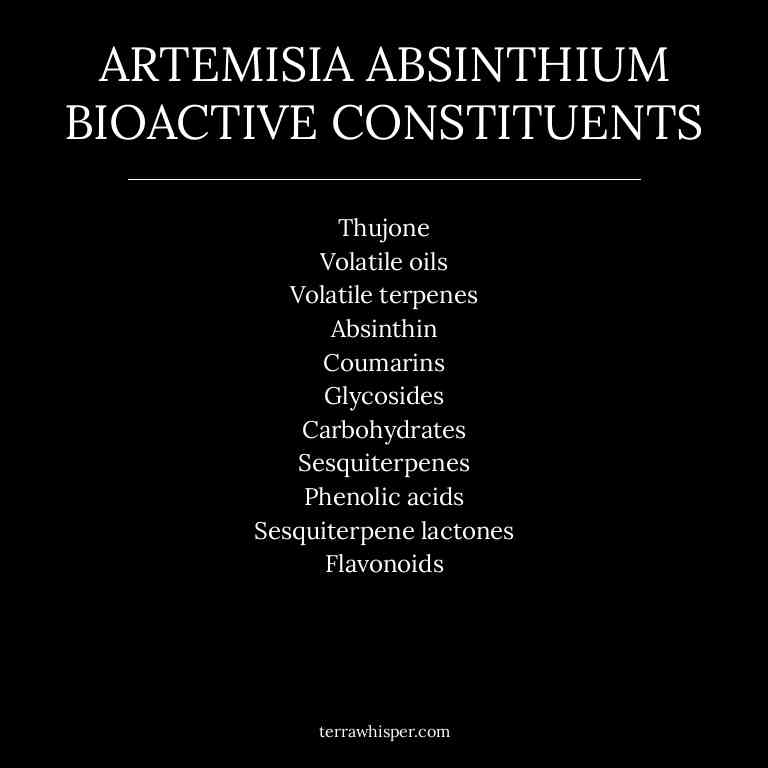 ARTEMISIA ABSINTHIUM
BIOACTIVE CONSTITUENTS
Thujone
Volatile oils
Volatile terpenes
Absinthin
Coumarins
Glycosides
Carbohydrates
Sesquiterpenes
Phenolic acids
Sesquiterpene lactones
Flavonoids
terrawhisper.com